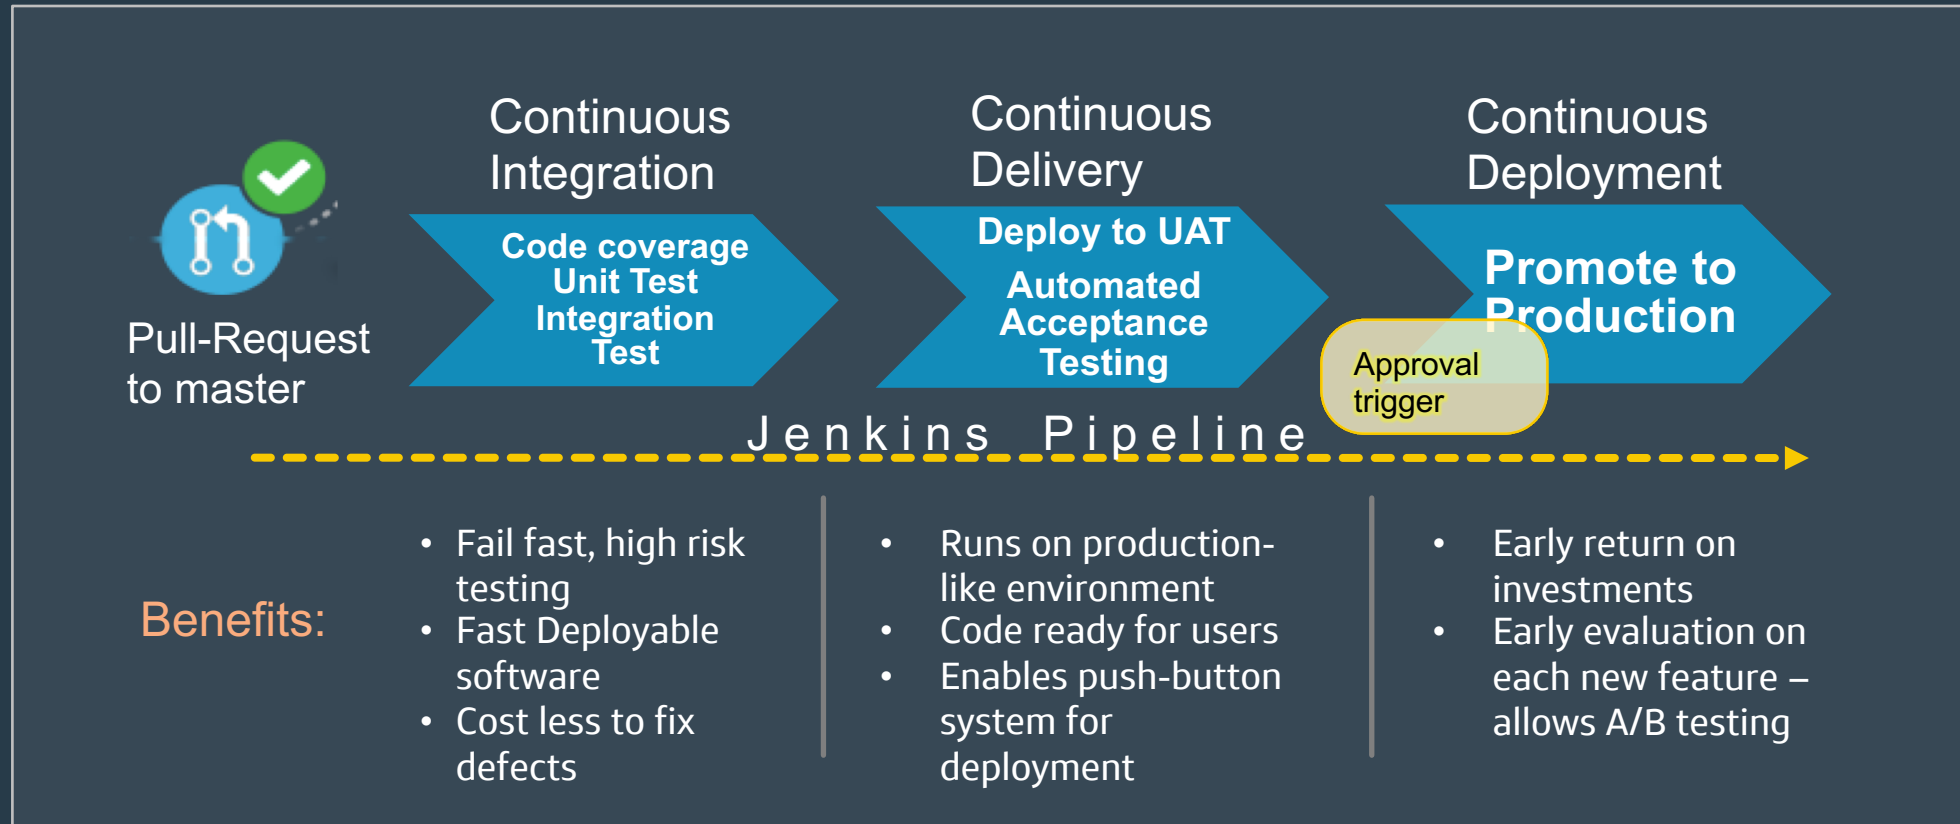 Continuous
Integration
Continuous
Delivery
Continuous
Deployment
Pull-Request
to master
Code coverage
Unit Test
Integration
Test
Deploy to UAT
Automated
Acceptance
Testing
Promote to
Production
Approval
trigger
Jenkins Pipeline
Benefits:
• Fail fast, high risk
testing
• Fast Deployable
software
• Cost less to fix
defects
• Runs on production-
like environment
• Code ready for users
• Enables push-button
system for
deployment
• Early return on
investments
• Early evaluation on
each new feature –
allows A/B testing